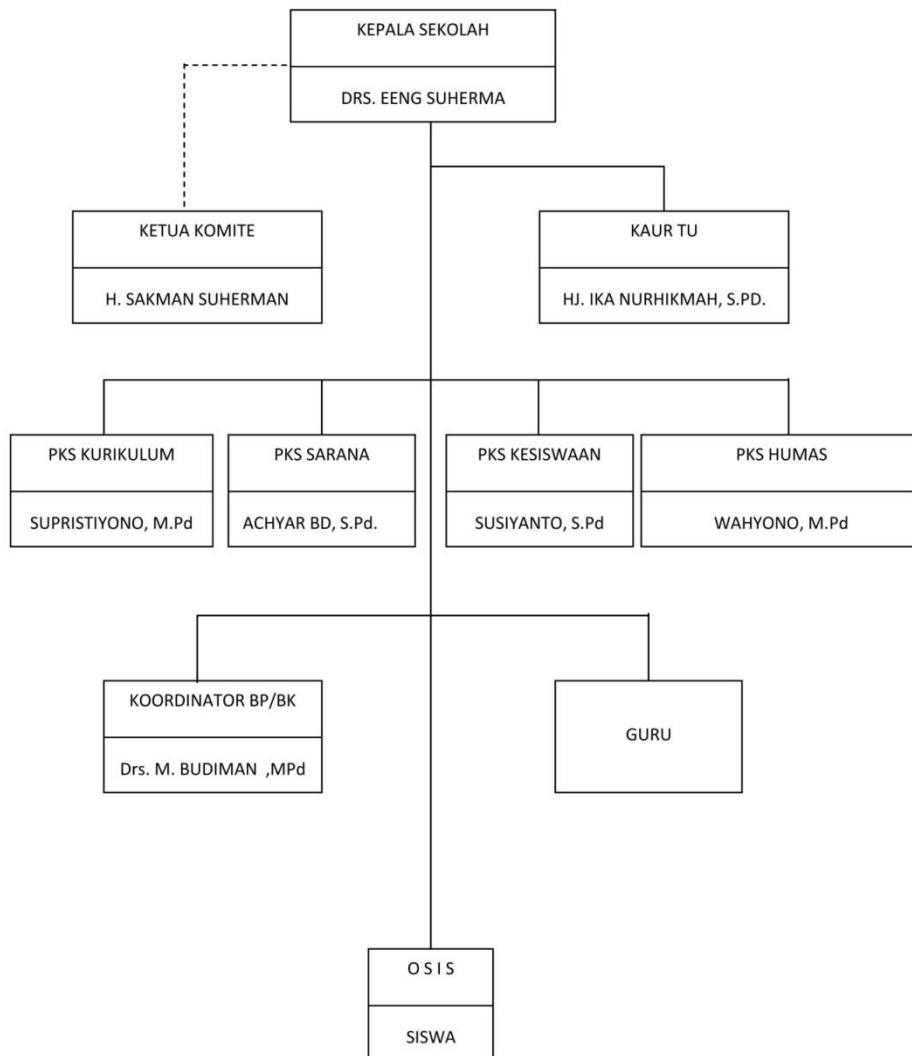 KEPALA SEKOLAH
DRS. EENG SUHERMA
KETUA KOMITE
H. SAKMAN SUHERMAN
KAUR TU
HJ. IKA NURHIKMAH, S.PD.
PKS KURIKULUM
SUPRISTIYONO, M.Pd
PKS SARANA
ACHYAR BD, S.Pd.
PKS KESISWAAN
SUSIYANTO, S.Pd
PKS HUMAS
WAHYONO, M.Pd
KOORDINATOR BP/BK
Drs. M. BUDIMAN ,MPd
GURU
O S I S
SISWA